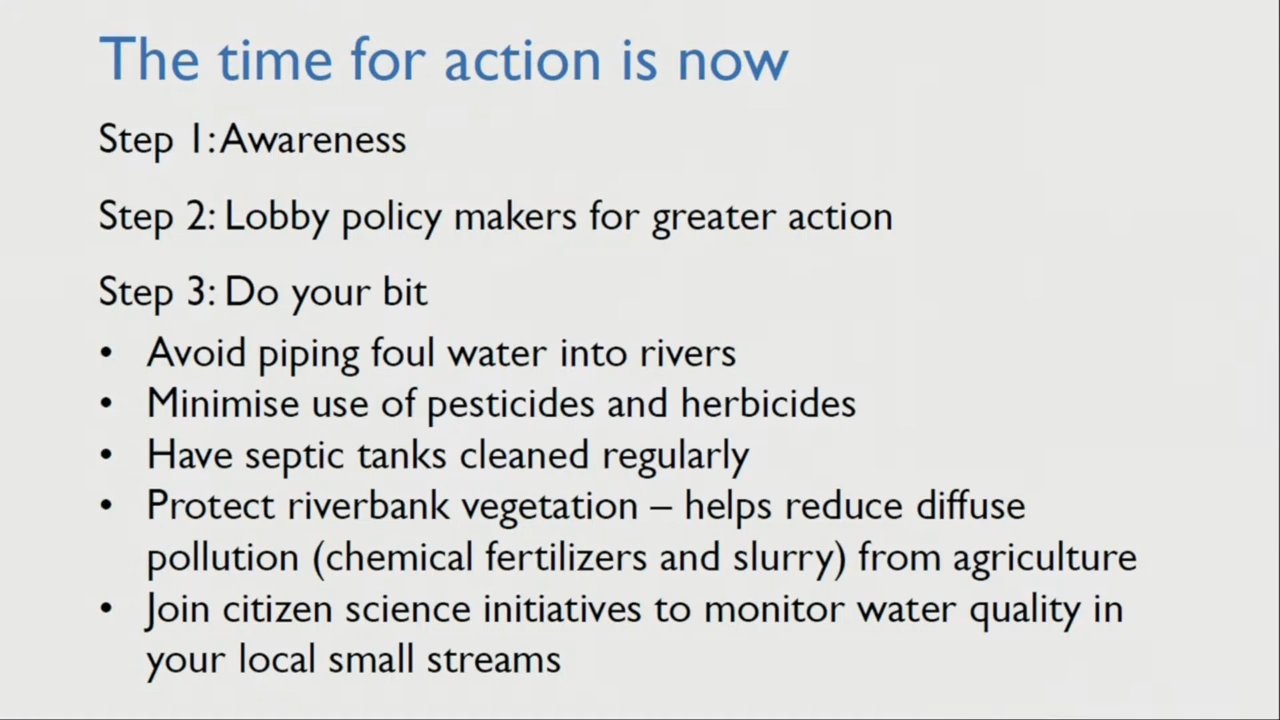 The time for action is now
Step 1: Awareness
Step 2: Lobby policy makers for greater action
Step 3: Do your bit
• Avoid piping foul water into rivers
• Minimise use of pesticides and herbicides
• Have septic tanks cleaned regularly
• Protect riverbank vegetation – helps reduce diffuse
pollution (chemical fertilizers and slurry) from agriculture
• Join citizen science initiatives to monitor water quality in
your local small streams